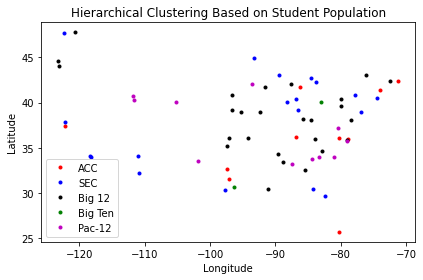 Hierarchical Clustering Based on Student Population
45
40
35
30
25
Latitude
ACC
SEC
Big 12
Big Ten
Pac-12
−120
−110
−100
−90
−80
−70
Longitude